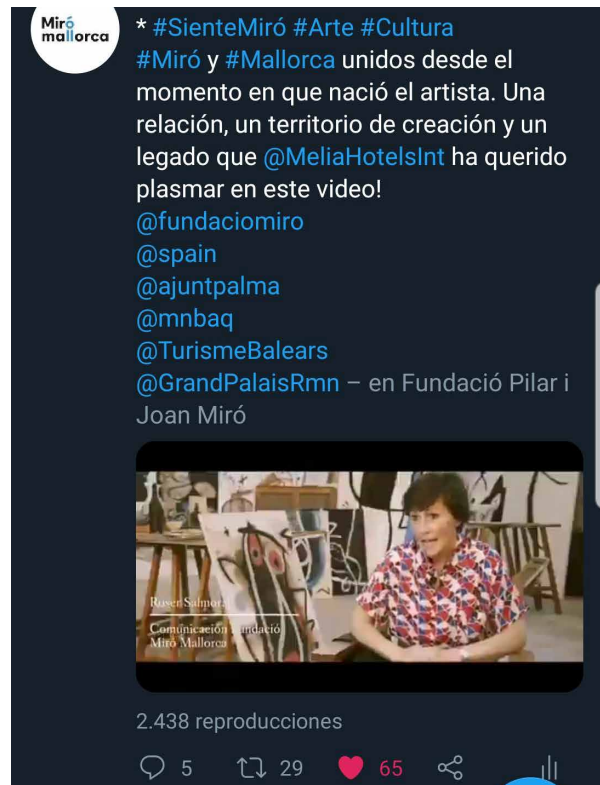 Miró
mallorca
* #SienteMiró #Arte #Cultura
#Miró y #Mallorca unidos desde el
momento en que nació el artista. Una
relación, un territorio de creación y un
legado que @MeliaHotelsInt ha querido
plasmar en este video!
@fundaciomiro
@spain
@ajuntpalma
@mnbaq
@TurismeBalears
@GrandPalaisRmn – en Fundació Pilar i
Joan Miró
Roser Salmor
Comunicación Fundació
Miró Mallorca
2.438 reproducciones
5 29 65